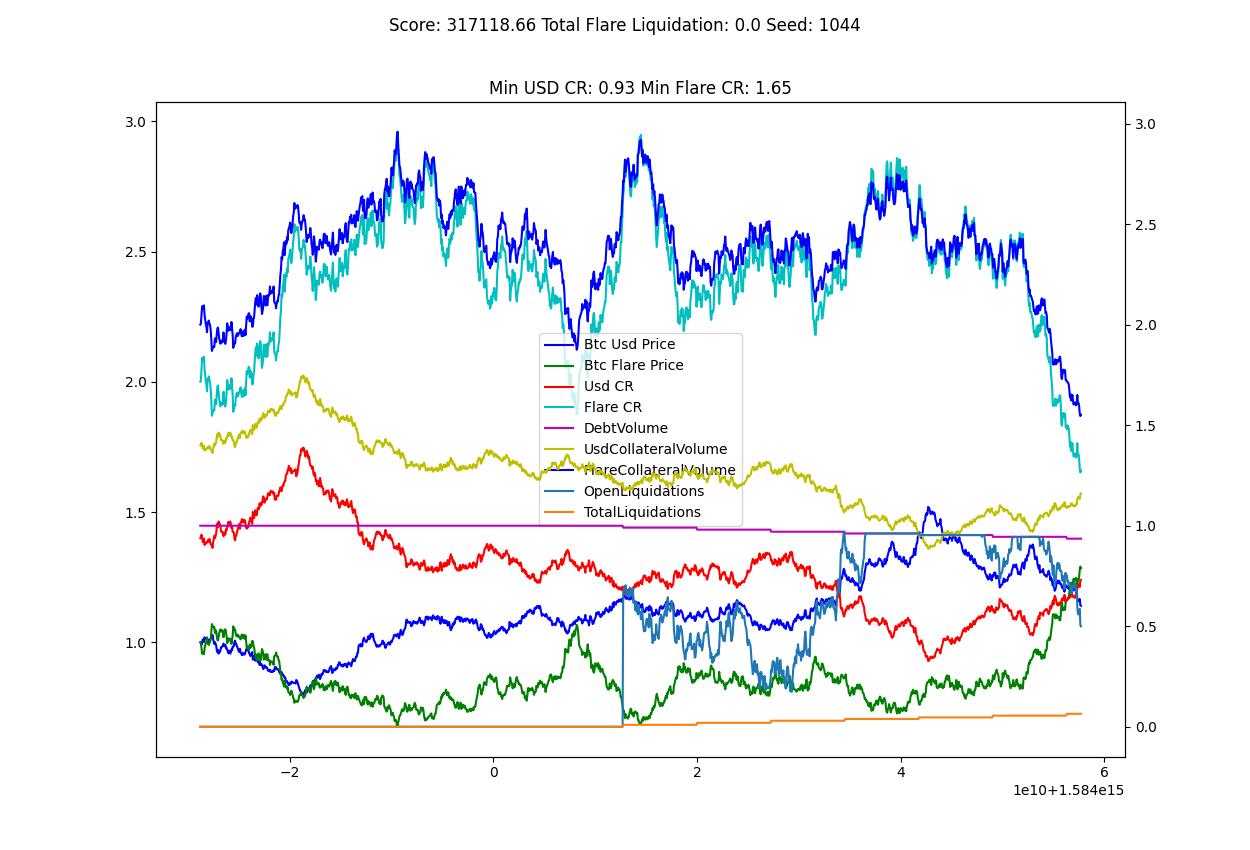 Score: 317118.66 Total Flare Liquidation: 0.0 Seed: 1044
Min USD CR: 0.93 Min Flare CR: 1.65
3.0
2.5
2.0
1.5
1.0
3.0
2.5
2.0
1.5
1.0
0.5
0.0
Btc Usd Price
Btc Flare Price
Usd CR
Flare CR
DebtVolume
UsdCollateralVolume
FlareCollateralVolume
OpenLiquidations
TotalLiquidations
−2 0 2 4 6
1e10+1.584e15